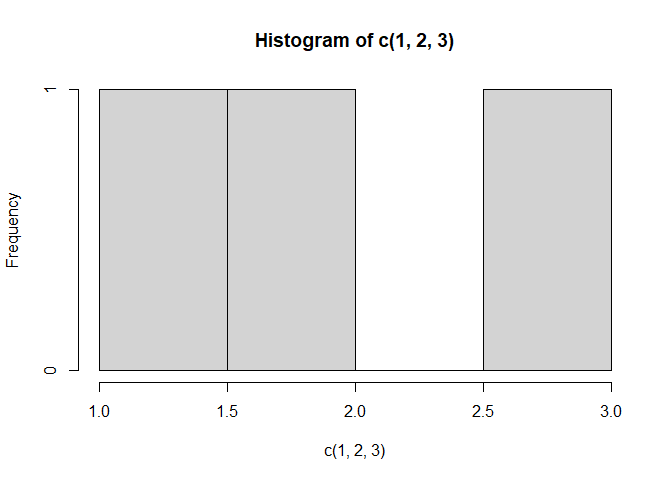 Histogram of c(1, 2, 3)
1
Frequency
0
1.0 1.5 2.0 2.5 3.0
c(1, 2, 3)